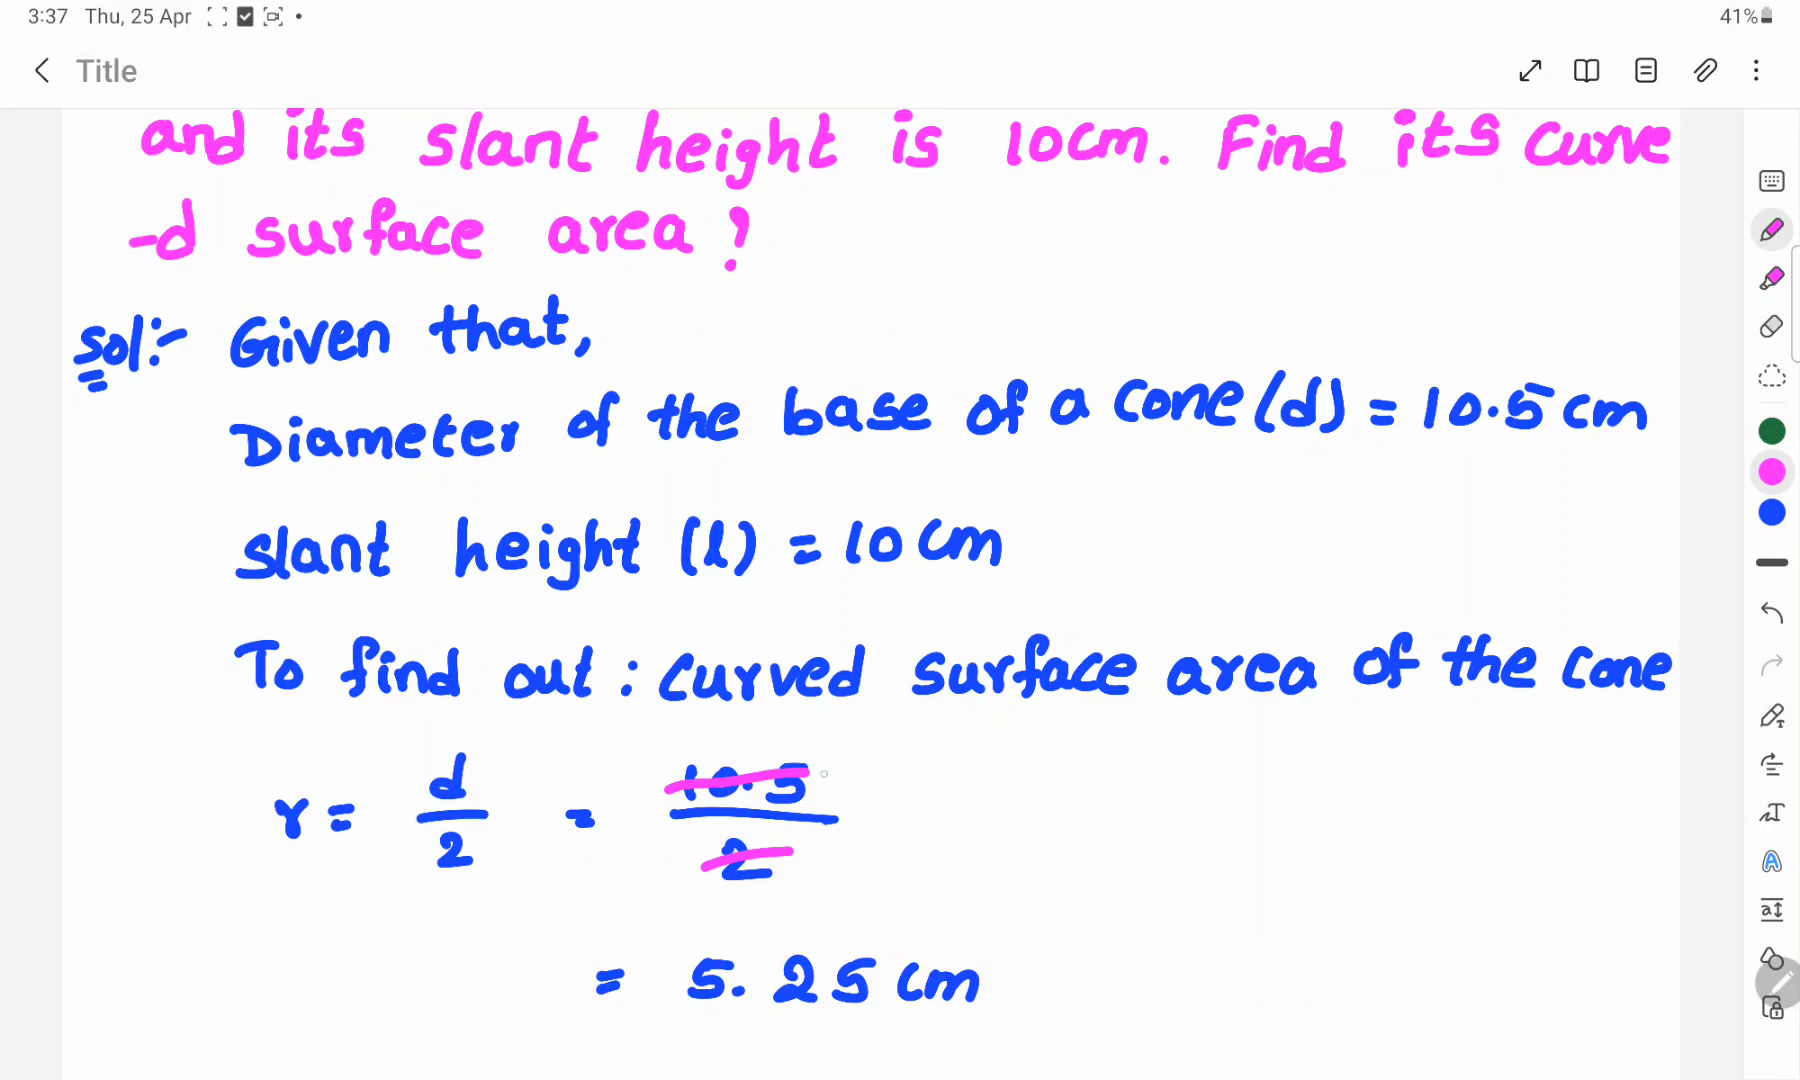 3:37 Thu, 25 Apr
41%
Title
and its slant height is 10cm. Find its curve
-d surface area?
Sol:- Given that,
Diameter of the base of a cone (d) = 10.5 cm
slant height (l) = 10 cm
To find out : curved surface area of the cone
r = d/2 = 10.5/2
= 5.25 cm